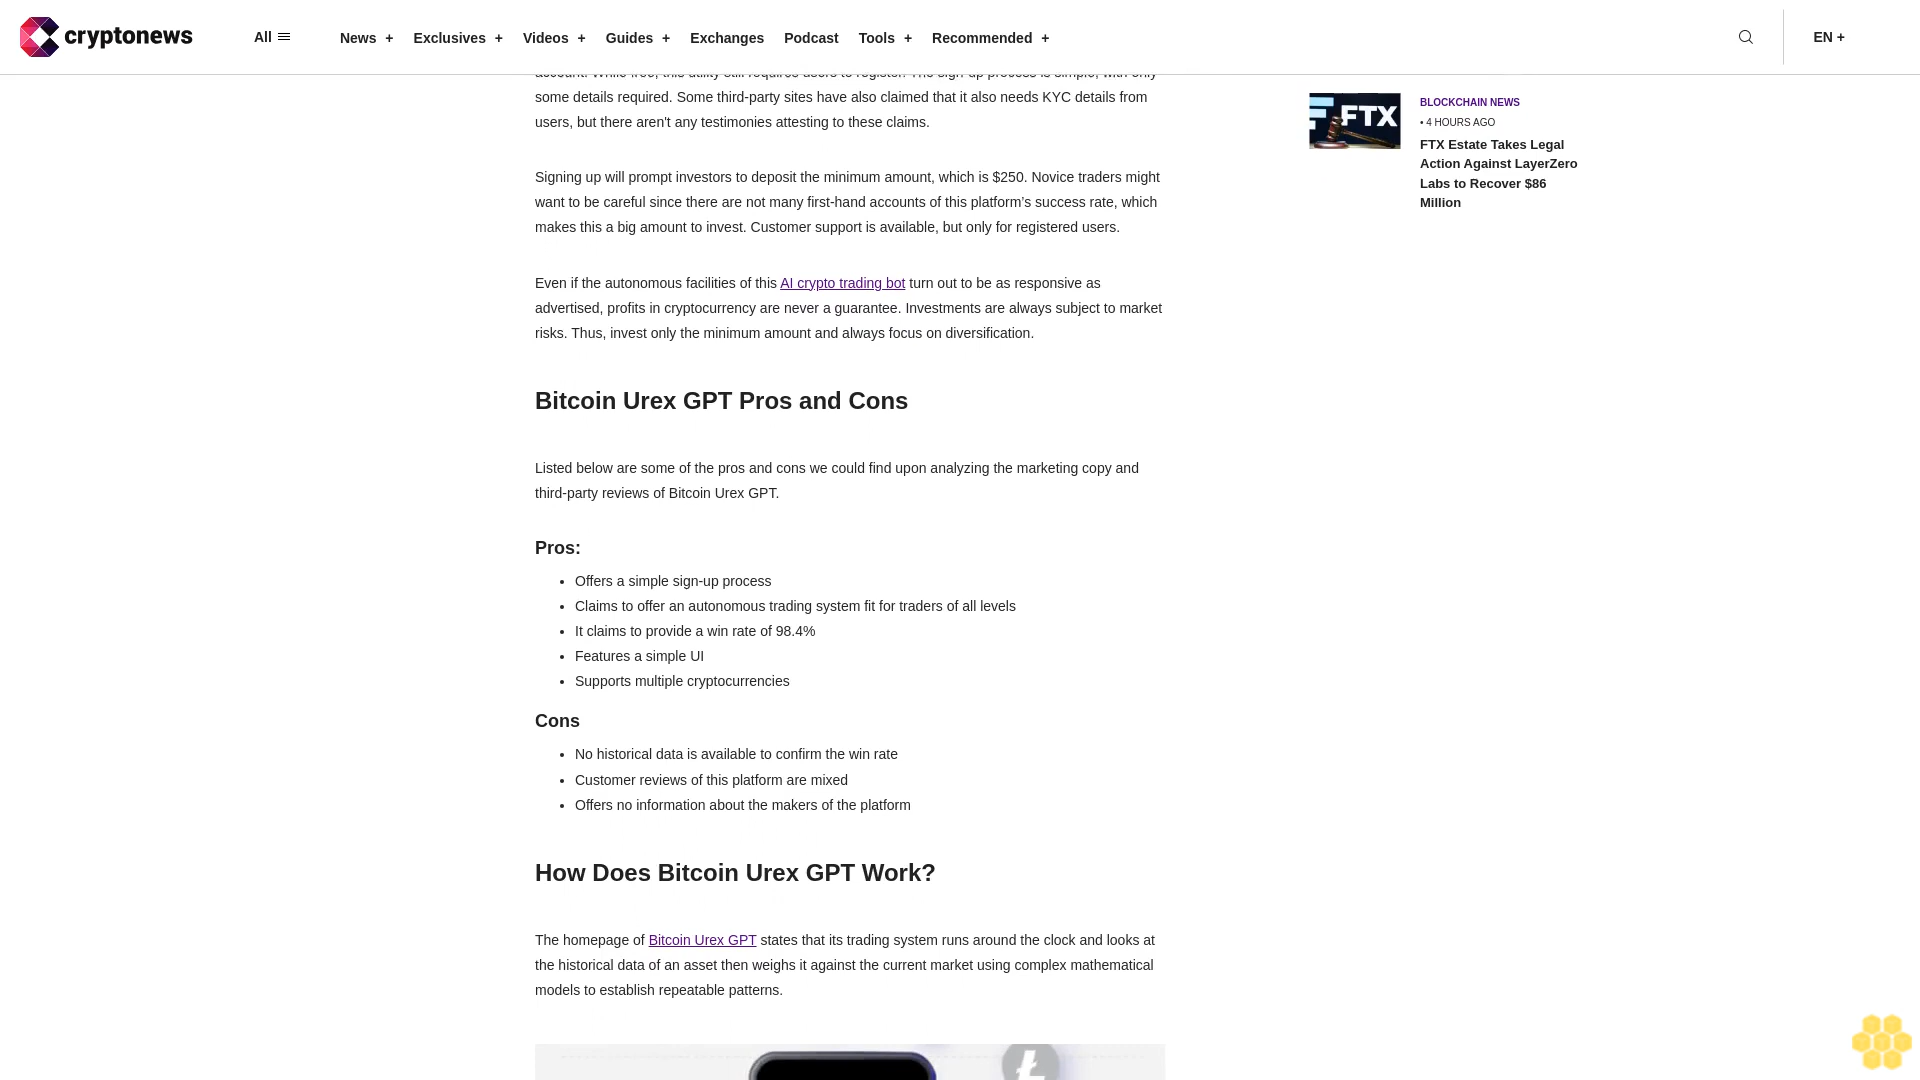 cryptonews
All
News +
Exclusives +
Videos +
Guides +
Exchanges
Podcast
Tools +
Recommended +
EN +
account. While free, this utility still requires users to register. The sign-up process is simple, with only
some details required. Some third-party sites have also claimed that it also needs KYC details from
users, but there aren't any testimonies attesting to these claims.
Signing up will prompt investors to deposit the minimum amount, which is $250. Novice traders might
want to be careful since there are not many first-hand accounts of this platform’s success rate, which
makes this a big amount to invest. Customer support is available, but only for registered users.
Even if the autonomous facilities of this AI crypto trading bot turn out to be as responsive as
advertised, profits in cryptocurrency are never a guarantee. Investments are always subject to market
risks. Thus, invest only the minimum amount and always focus on diversification.
Bitcoin Urex GPT Pros and Cons
Listed below are some of the pros and cons we could find upon analyzing the marketing copy and
third-party reviews of Bitcoin Urex GPT.
Pros:
• Offers a simple sign-up process
• Claims to offer an autonomous trading system fit for traders of all levels
• It claims to provide a win rate of 98.4%
• Features a simple UI
• Supports multiple cryptocurrencies
Cons
• No historical data is available to confirm the win rate
• Customer reviews of this platform are mixed
• Offers no information about the makers of the platform
How Does Bitcoin Urex GPT Work?
The homepage of Bitcoin Urex GPT states that its trading system runs around the clock and looks at
the historical data of an asset then weighs it against the current market using complex mathematical
models to establish repeatable patterns.
FTX
BLOCKCHAIN NEWS
• 4 HOURS AGO
FTX Estate Takes Legal
Action Against LayerZero
Labs to Recover $86
Million